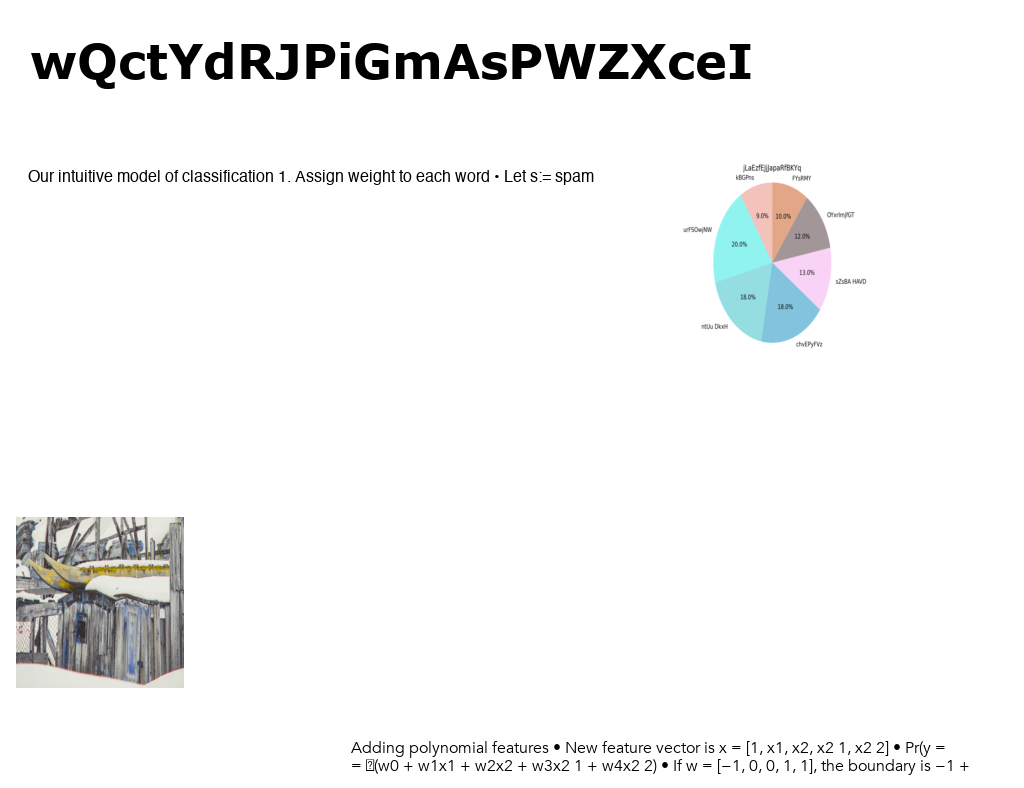 wQctYdRJPiGmAsPWZXceI
Our intuitive model of classification 1. Assign weight to each word • Let s:= spam
jLaEzfEjJJapaRfBKYq
kBGPns
FYsRMY
9.0%
10.0%
OYxrImjfGT
urFSOwjNW
12.0%
20.0%
13.0%
sZsBA HAVD
18.0%
18.0%
ntUu DkxH
chvEPyFVz
Adding polynomial features • New feature vector is x = [1, x1, x2, x2 1, x2 2] • Pr(y =
= (w0 + w1x1 + w2x2 + w3x2 1 + w4x2 2) • If w = [−1, 0, 0, 1, 1], the boundary is −1 +